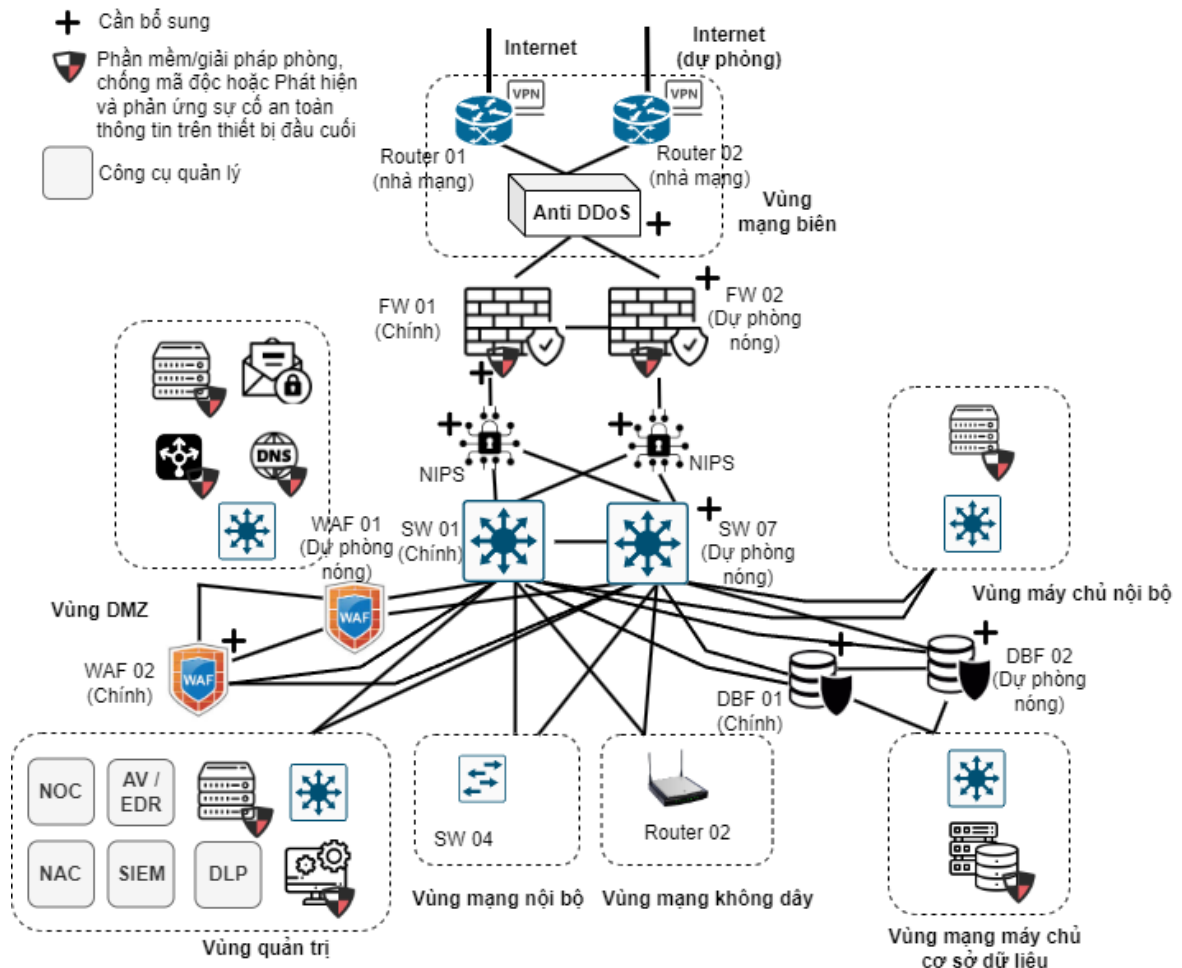 Cần bổ sung
Phần mềm/giải pháp phòng,
chống mã độc hoặc Phát hiện
và phản ứng sự cố an toàn
thông tin trên thiết bị đầu cuối
Công cụ quản lý
Internet
Internet
(dự phòng)
VPN
VPN
Router 01
(nhà mạng)
Router 02
(nhà mạng)
Anti DDoS
Vùng
mạng biên
FW 01
(Chính)
FW 02
(Dự phòng
nóng)
NIPS
NIPS
DNS
WAF 01
(Dự phòng
nóng)
SW 01
(Chính)
SW 07
(Dự phòng
nóng)
Vùng máy chủ nội bộ
Vùng DMZ
WAF
WAF
WAF 02
(Chính)
DBF 01
(Chính)
DBF 02
(Dự phòng
nóng)
NOC
AV /
EDR
NAC
SIEM
DLP
Vùng quản trị
SW 04
Vùng mạng nội bộ
Router 02
Vùng mạng không dây
Vùng mạng máy chủ
cơ sở dữ liệu